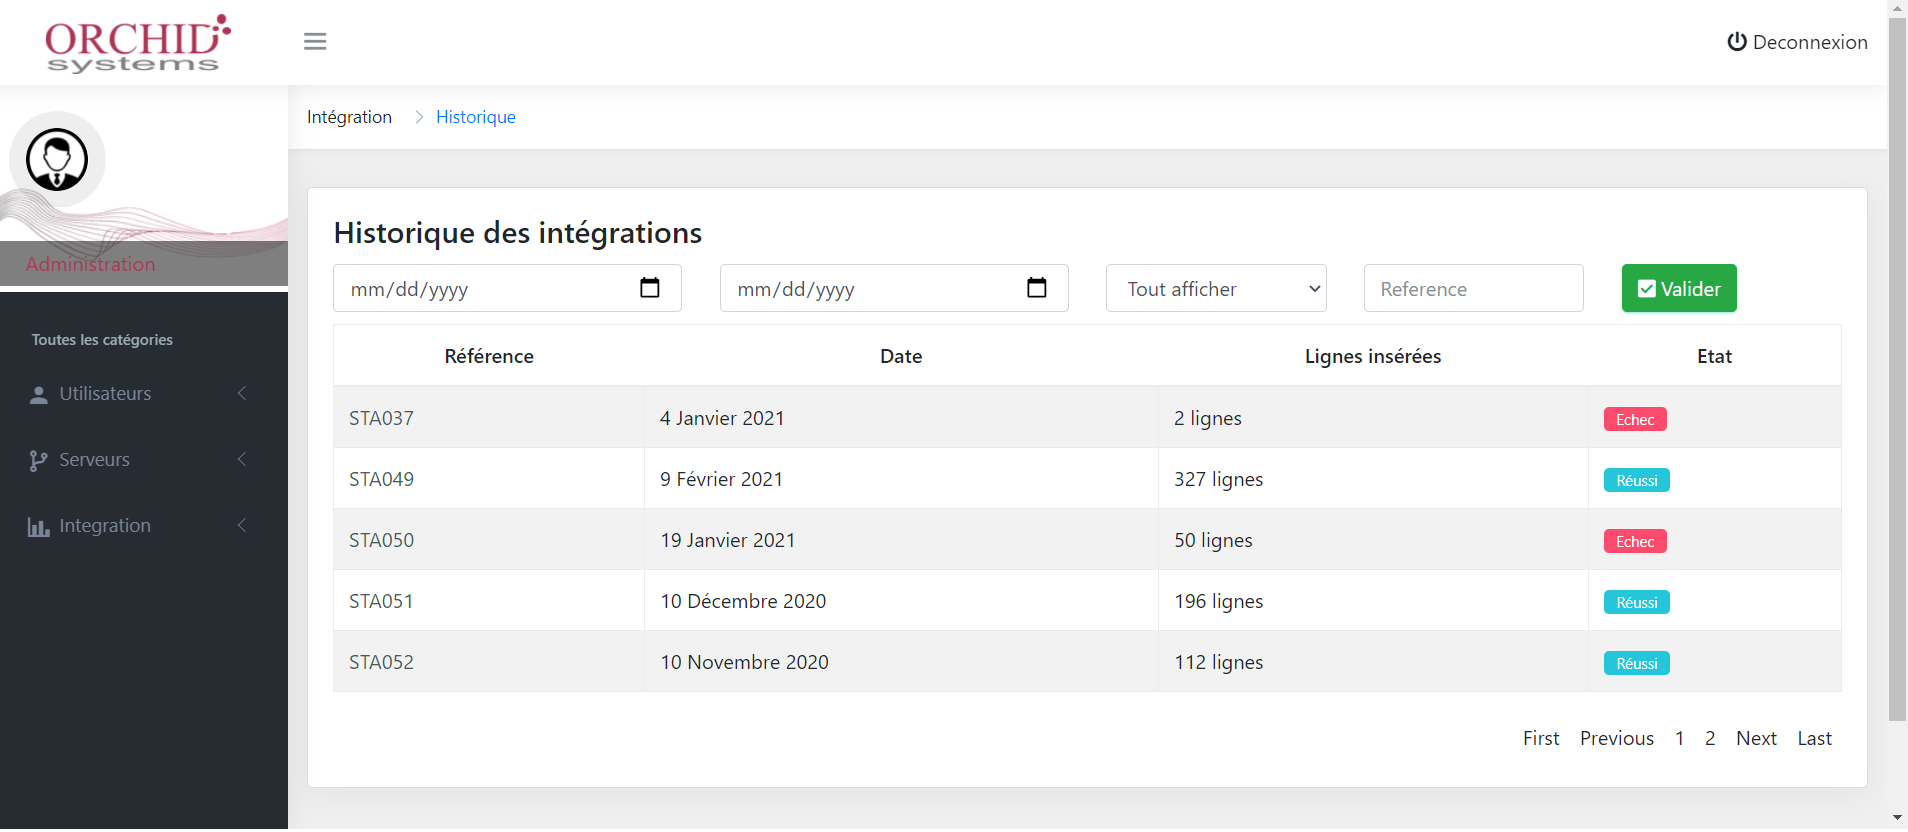 ORCHID
systems
Deconnexion
Intégration
Historique
Administration
Toutes les catégories
Utilisateurs
Serveurs
Integration
Historique des intégrations
mm/dd/yyyy
mm/dd/yyyy
Tout afficher
Reference
Valider
Référence Date Lignes insérées Etat
STA037 4 Janvier 2021 2 lignes Echec
STA049 9 Février 2021 327 lignes Réussi
STA050 19 Janvier 2021 50 lignes Echec
STA051 10 Décembre 2020 196 lignes Réussi
STA052 10 Novembre 2020 112 lignes Réussi
First Previous 1 2 Next Last